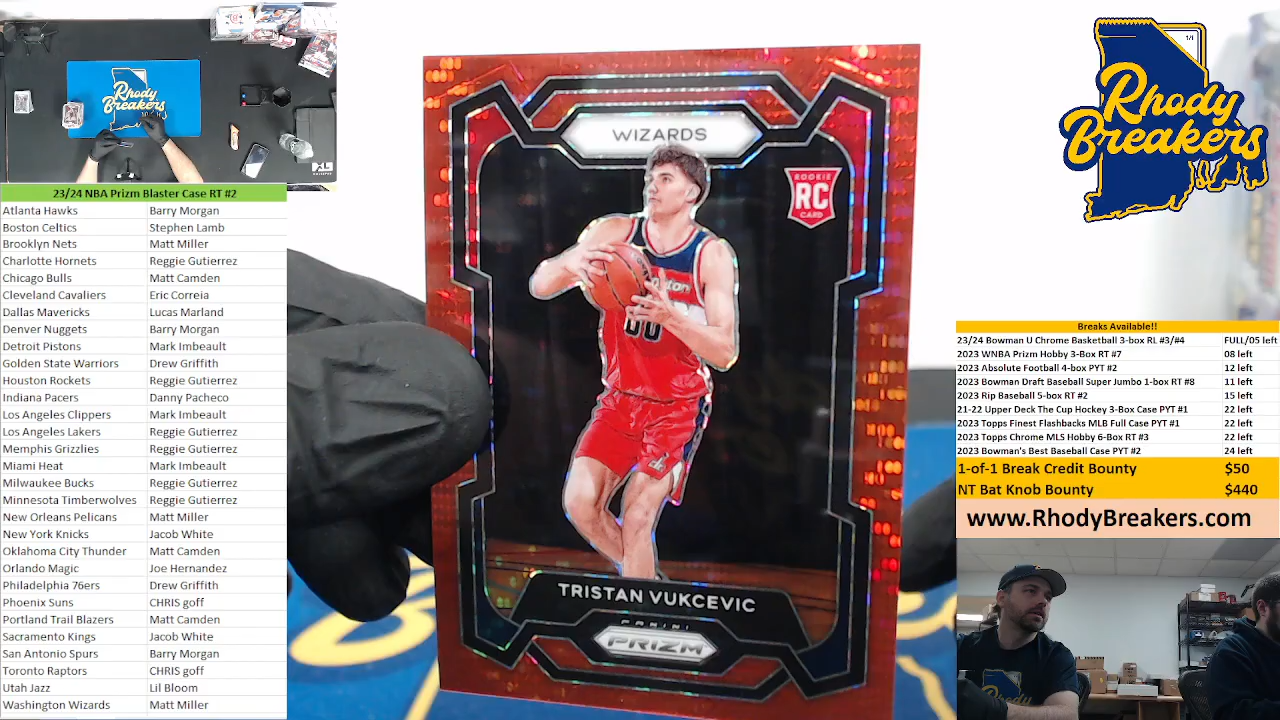 Rhody
Breakers
XL
23/24 NBA Prizm Blaster Case RT #2
Atlanta Hawks Barry Morgan
Boston Celtics Stephen Lamb
Brooklyn Nets Matt Miller
Charlotte Hornets Reggie Gutierrez
Chicago Bulls Matt Camden
Cleveland Cavaliers Eric Correia
Dallas Mavericks Lucas Marland
Denver Nuggets Barry Morgan
Detroit Pistons Mark Imbeault
Golden State Warriors Drew Griffith
Houston Rockets Reggie Gutierrez
Indiana Pacers Danny Pacheco
Los Angeles Clippers Mark Imbeault
Los Angeles Lakers Reggie Gutierrez
Memphis Grizzlies Reggie Gutierrez
Miami Heat Mark Imbeault
Milwaukee Bucks Reggie Gutierrez
Minnesota Timberwolves Reggie Gutierrez
New Orleans Pelicans Matt Miller
New York Knicks Jacob White
Oklahoma City Thunder Matt Camden
Orlando Magic Joe Hernandez
Philadelphia 76ers Drew Griffith
Phoenix Suns CHRIS goff
Portland Trail Blazers Matt Camden
Sacramento Kings Jacob White
San Antonio Spurs Barry Morgan
Toronto Raptors CHRIS goff
Utah Jazz Lil Bloom
Washington Wizards Matt Miller
WIZARDS
ROOKIE
RC
CARD
00
TRISTAN VUKCEVIC
PANINI
PRIZM
1/1
Rhody
Breakers
Breaks Available!!
23/24 Bowman U Chrome Basketball 3-box RL #3/#4 FULL/05 left
2023 WNBA Prizm Hobby 3-Box RT #7 08 left
2023 Absolute Football 4-box PYT #2 12 left
2023 Bowman Draft Baseball Super Jumbo 1-box RT #8 11 left
2023 Rip Baseball 5-box RT #2 15 left
21-22 Upper Deck The Cup Hockey 3-Box Case PYT #1 22 left
2023 Topps Finest Flashbacks MLB Full Case PYT #1 22 left
2023 Topps Chrome MLS Hobby 6-Box RT #3 22 left
2023 Bowman's Best Baseball Case PYT #2 24 left
1-of-1 Break Credit Bounty $50
NT Bat Knob Bounty $440
www.RhodyBreakers.com
Rhody